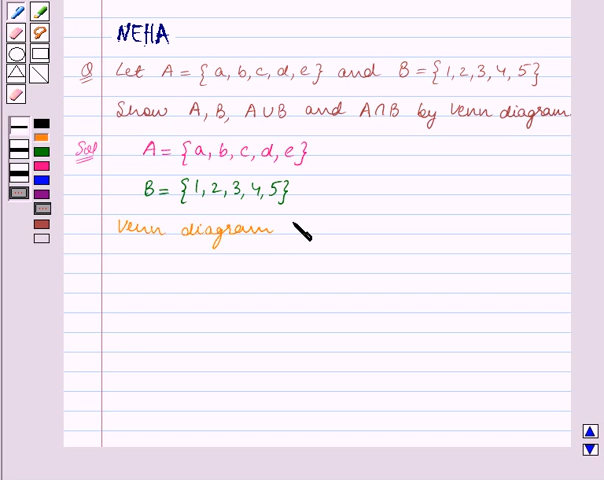 NEHA
Q Let A = { a, b, c, d, e } and B = { 1, 2, 3, 4, 5 }
Show A, B, A∪B and A∩B by Venn diagram.
Sol A = { a, b, c, d, e }
B = { 1, 2, 3, 4, 5 }
Venn diagram